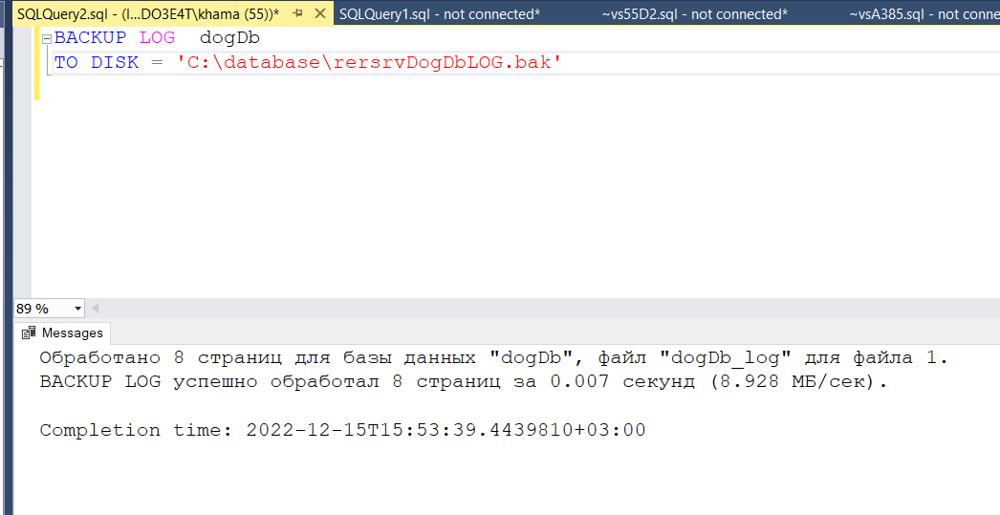 SQLQuery2.sql - (l...DO3E4T\khama (55))* SQLQuery1.sql - not connected* ~vs55D2.sql - not connected* ~vsA385.sql - not conne
BACKUP LOG dogDb
TO DISK = 'C:\database\rersrvDogDbLOG.bak'
89 %
Messages
Обработано 8 страниц для базы данных "dogDb", файл "dogDb_log" для файла 1.
BACKUP LOG успешно обработал 8 страниц за 0.007 секунд (8.928 МБ/сек).
Completion time: 2022-12-15T15:53:39.4439810+03:00